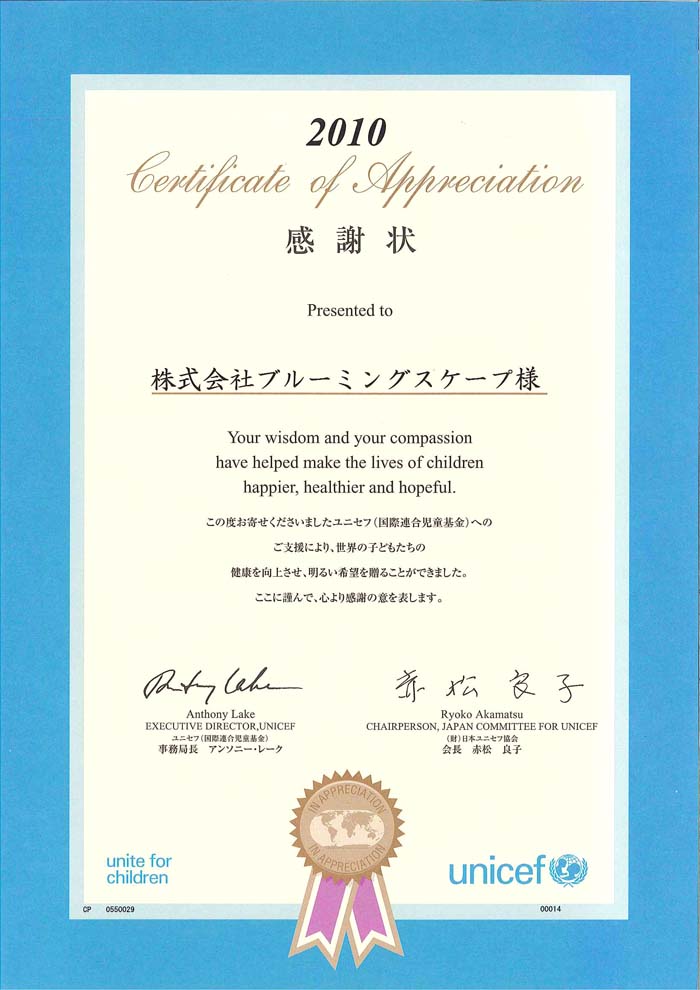 2010
Certificate of Appreciation
感謝状
Presented to
株式会社ブルーミングスケープ様
Your wisdom and your compassion
have helped make the lives of children
happier, healthier and hopeful.
この度お寄せくださいましたユニセフ(国際連合児童基金)への
ご支援により、世界の子どもたちの
健康を向上させ、明るい希望を贈ることができました。
ここに謹んで、心より感謝の意を表します。
Anthony Lake
EXECUTIVE DIRECTOR,UNICEF
ユニセフ(国際連合児童基金)
事務局長 アンソニー・レーク
赤松良子
Ryoko Akamatsu
CHAIRPERSON, JAPAN COMMITTEE FOR UNICEF
(財)日本ユニセフ協会
会長 赤松 良子
IN APPRECIATION
IN APPRECIATION
unite for
children
unicef
CP 0550029
00014